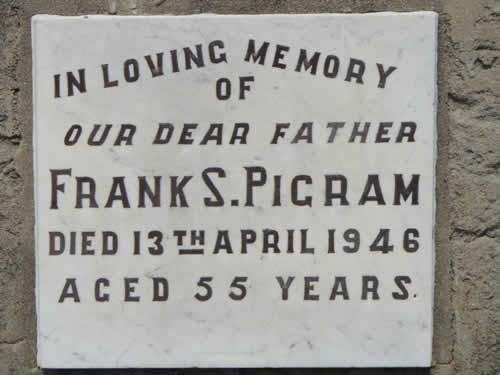 IN LOVING MEMORY
OF
OUR DEAR FATHER
FRANK S. PIGRAM
DIED 13TH APRIL 1946
AGED 55 YEARS.